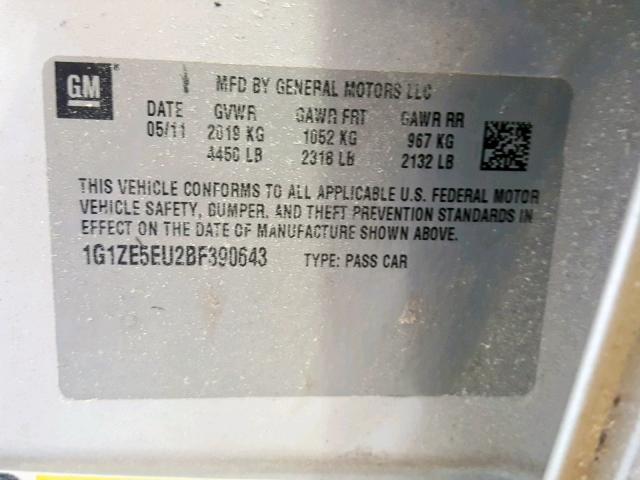 GM
MFD BY GENERAL MOTORS LLC
DATE GVWR GAWR FRT GAWR RR
05/11 2019 KG 1052 KG 967 KG
4450 LB 2318 LB 2132 LB
THIS VEHICLE CONFORMS TO ALL APPLICABLE U.S. FEDERAL MOTOR
VEHICLE SAFETY, BUMPER, AND THEFT PREVENTION STANDARDS IN
EFFECT ON THE DATE OF MANUFACTURE SHOWN ABOVE.
1G1ZE5EU2BF390643 TYPE: PASS CAR